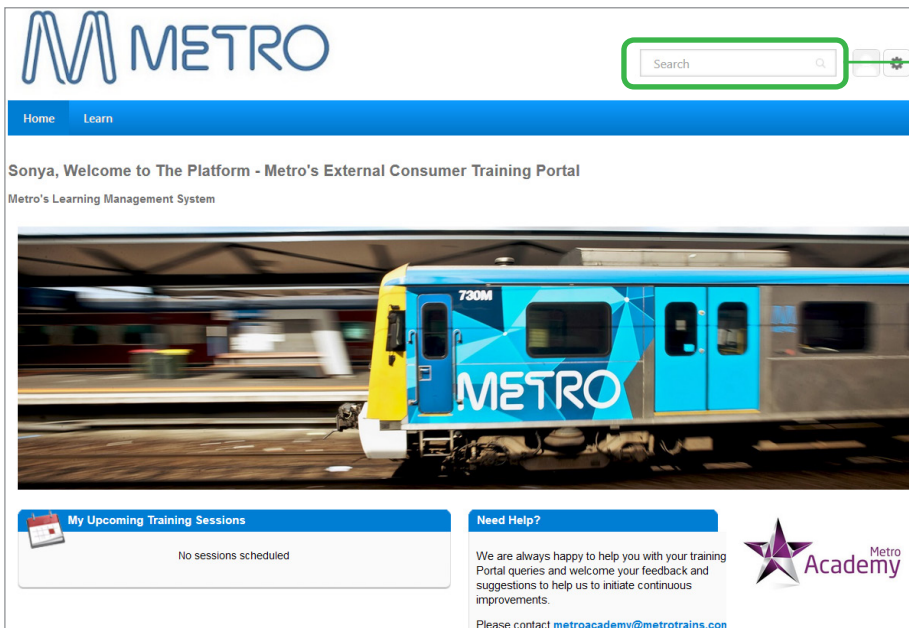 METRO
Search
Home Learn
Sonya, Welcome to The Platform - Metro's External Consumer Training Portal
Metro's Learning Management System
730M
METRO
My Upcoming Training Sessions
No sessions scheduled
Need Help?
We are always happy to help you with your training
Portal queries and welcome your feedback and
suggestions to help us to initiate continuous
improvements.
Please contact metroacademy@metrotrains.com
Metro
Academy